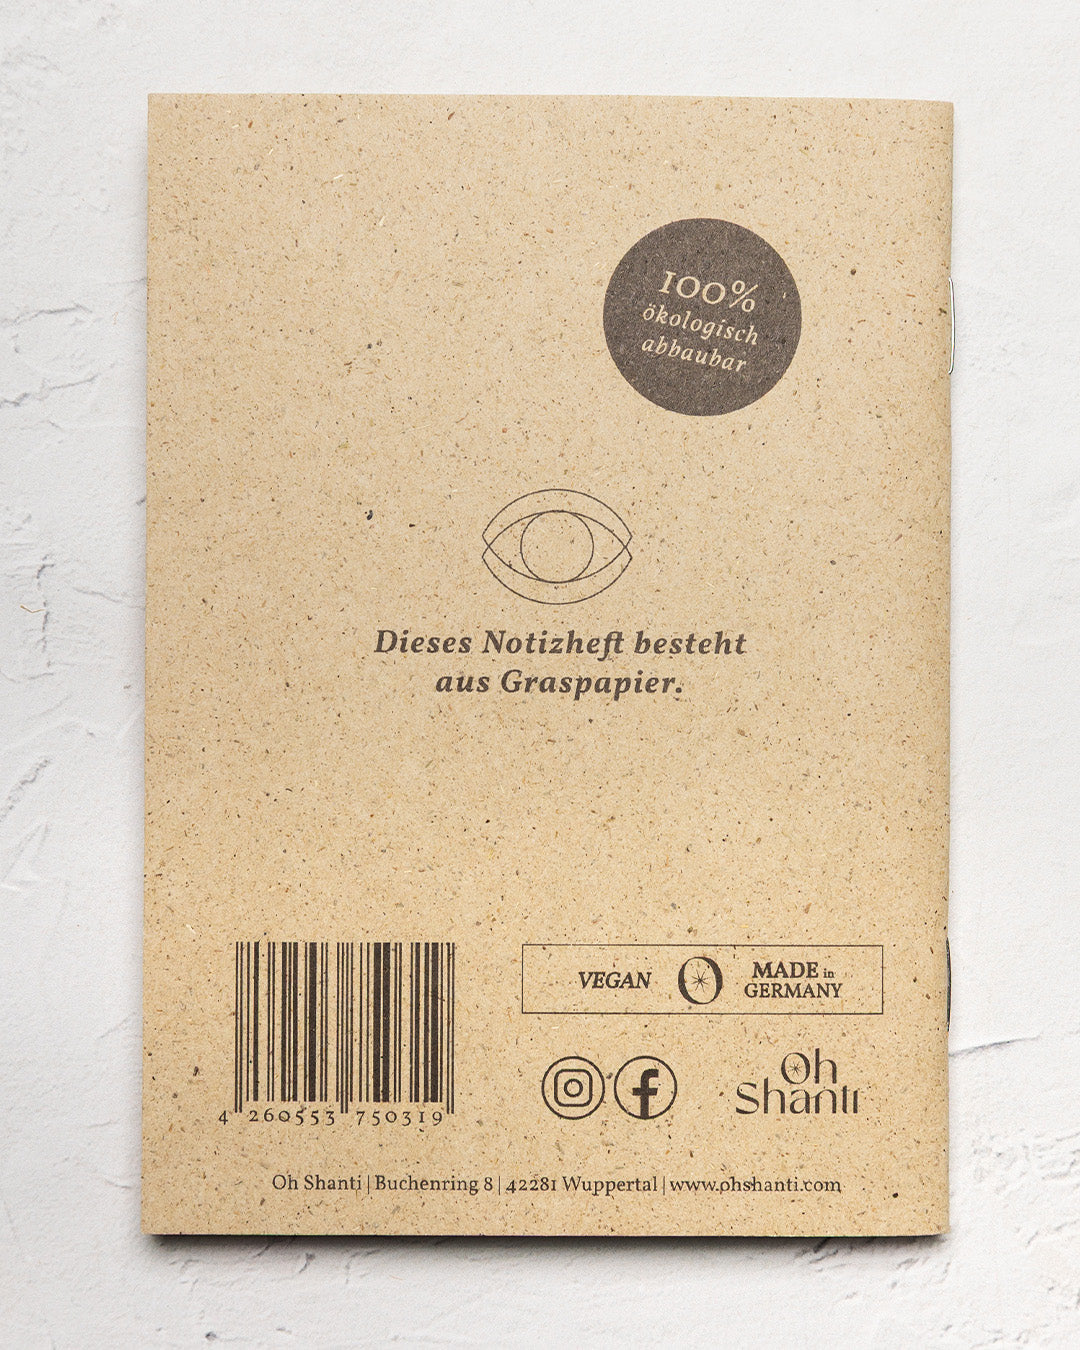 100%
ökologisch
abbaubar
Dieses Notizheft besteht
aus Graspapier.
VEGAN
MADE in
GERMANY
Oh
Shanti
4 260553 750319
Oh Shanti | Buchenring 8 | 42281 Wuppertal | www.ohshanti.com